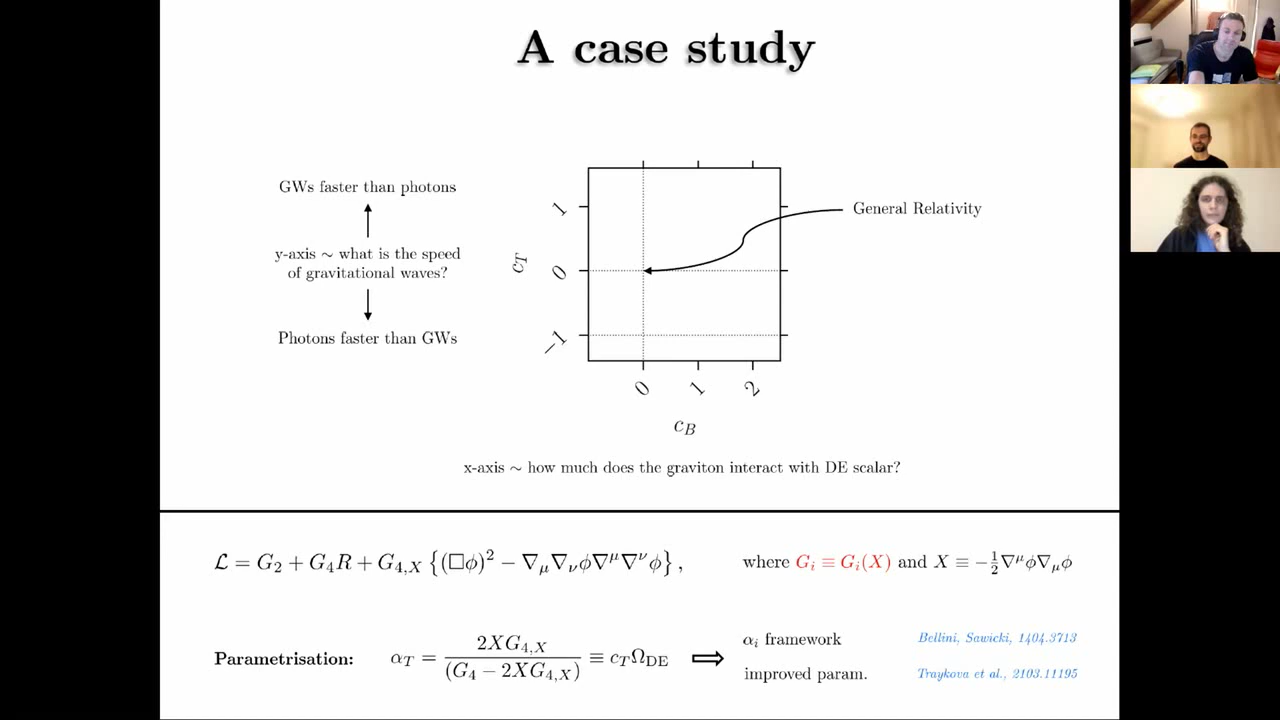 A case study
GWs faster than photons
y-axis ∼ what is the speed
of gravitational waves?
Photons faster than GWs
c_T
1
0
−1
0 1 2
c_B
General Relativity
x-axis ∼ how much does the graviton interact with DE scalar?
ℒ = G₂ + G₄R + G_{4,X} {(□ϕ)² − ∇_μ∇_νϕ∇^μ∇^νϕ} , where G_i ≡ G_i(X) and X ≡ −½∇^μϕ∇_μϕ
Parametrisation: α_T = 2XG_{4,X} / (G₄ − 2XG_{4,X}) ≡ c_TΩ_DE ⟹
α_i framework Bellini, Sawicki, 1404.3713
improved param. Traykova et al., 2103.11195